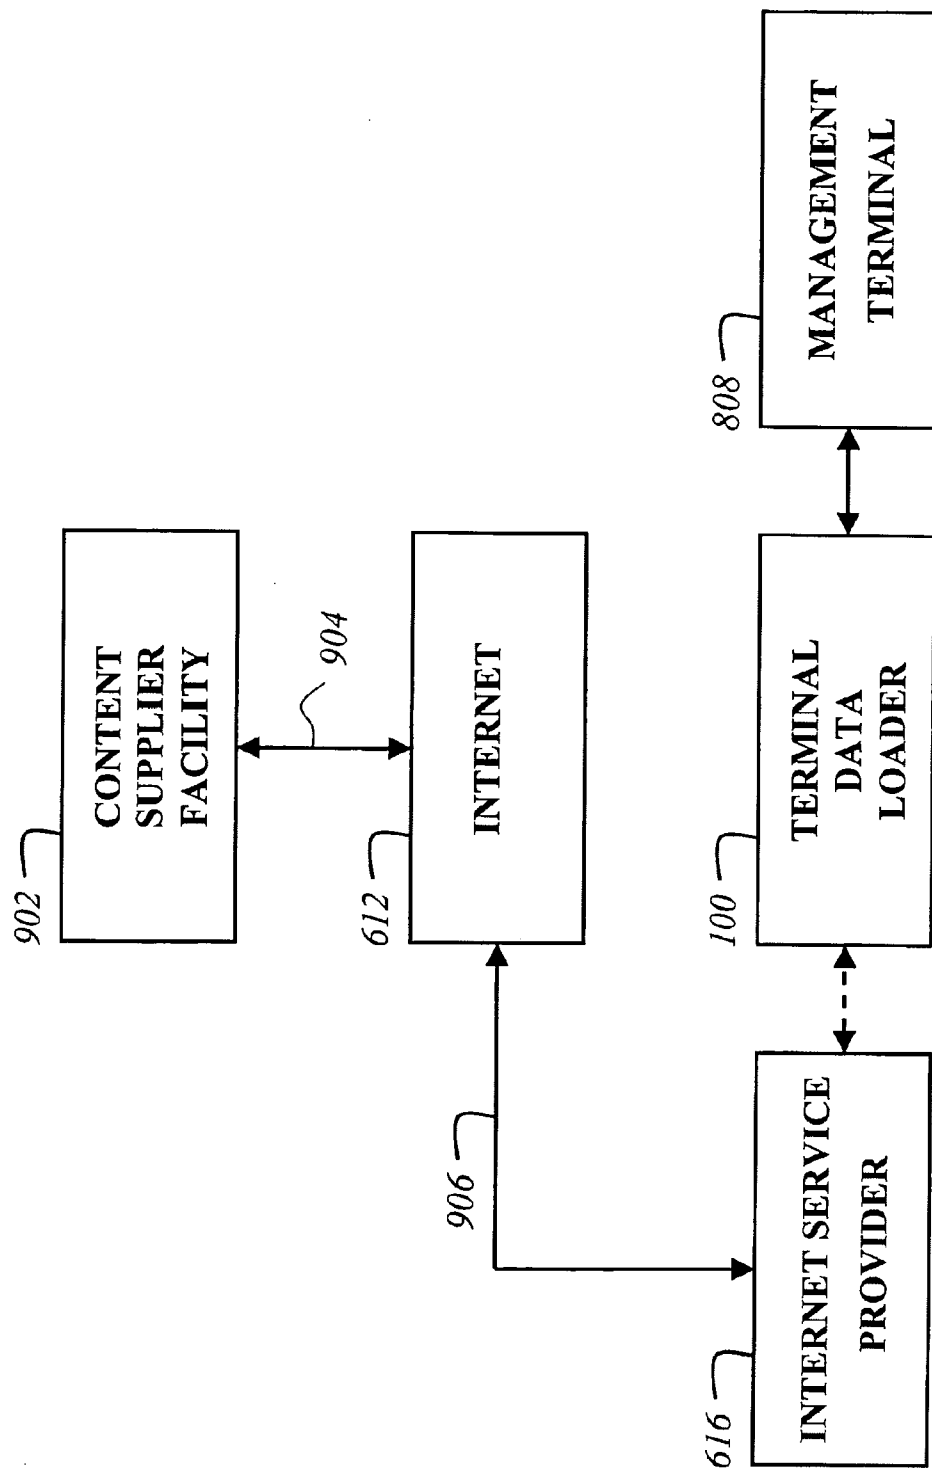 902
CONTENT
SUPPLIER
FACILITY
904
612
INTERNET
906
616
INTERNET SERVICE
PROVIDER
100
TERMINAL
DATA
LOADER
808
MANAGEMENT
TERMINAL